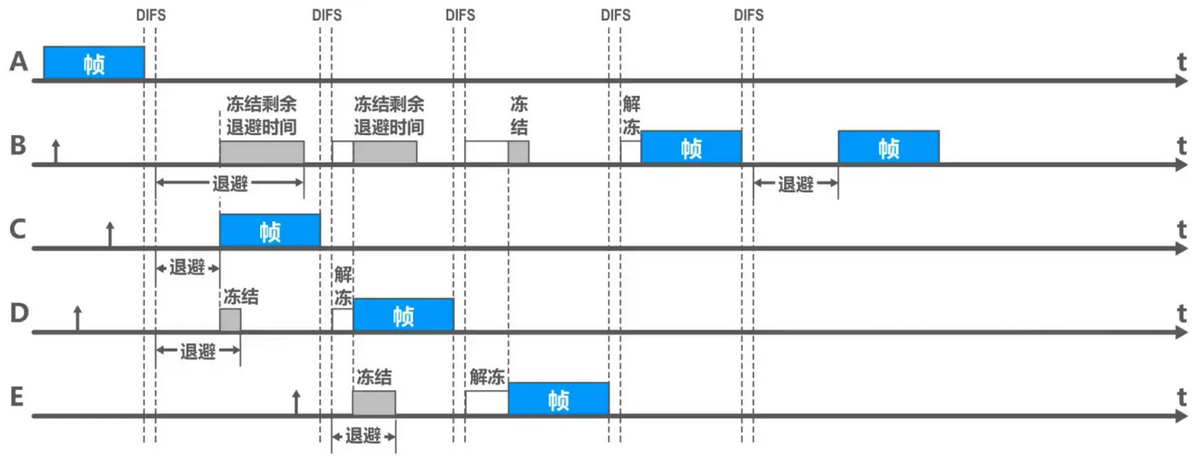 DIFS DIFS DIFS DIFS DIFS
A 帧 t
冻结剩余 冻结剩余 冻 解
退避时间 退避时间 结 冻
B 帧 帧 t
退避 退避
C 帧 t
退避 解
冻结 冻
D 帧 t
退避
冻结 解冻
E 帧 t
退避